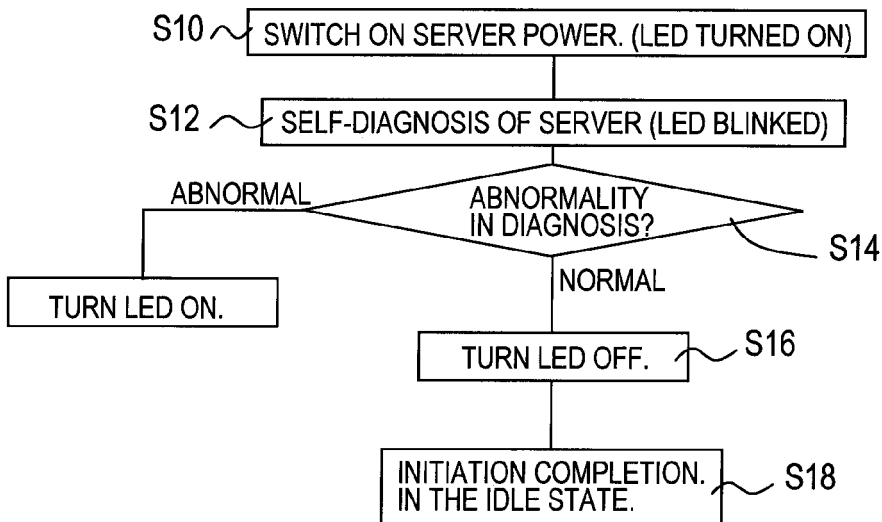 S10
SWITCH ON SERVER POWER. (LED TURNED ON)
S12
SELF-DIAGNOSIS OF SERVER (LED BLINKED)
ABNORMAL
ABNORMALITY
IN DIAGNOSIS?
S14
NORMAL
TURN LED ON.
TURN LED OFF.
S16
INITIATION COMPLETION.
IN THE IDLE STATE.
S18